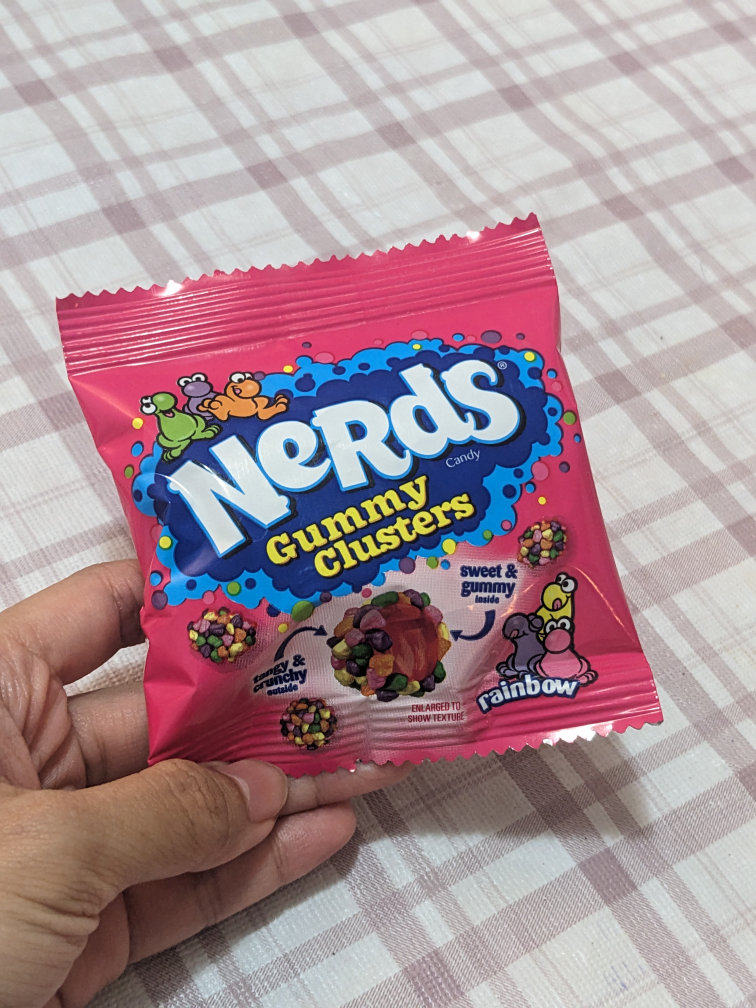 NeRdS®
Candy
Gummy
Clusters
sweet &
gummy
inside
tangy &
crunchy
outside
ENLARGED TO
SHOW TEXTURE
rainbow